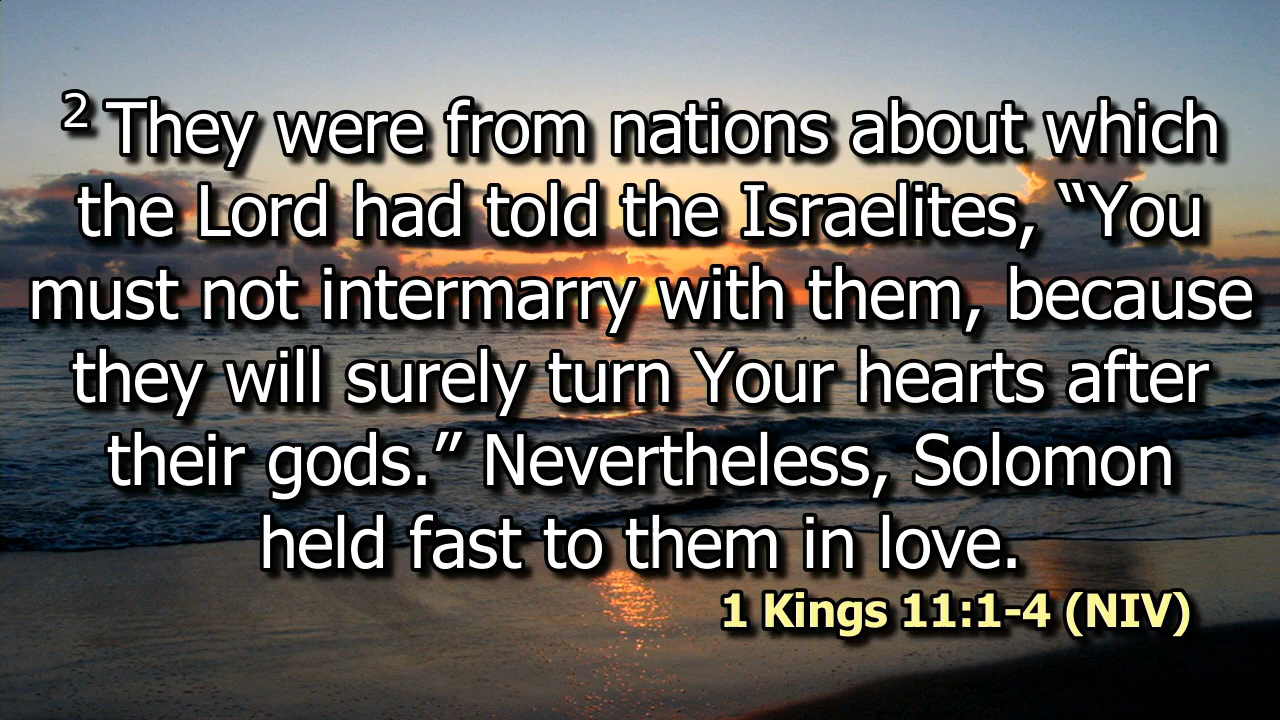 2 They were from nations about which
the Lord had told the Israelites, “You
must not intermarry with them, because
they will surely turn Your hearts after
their gods.” Nevertheless, Solomon
held fast to them in love.
1 Kings 11:1-4 (NIV)